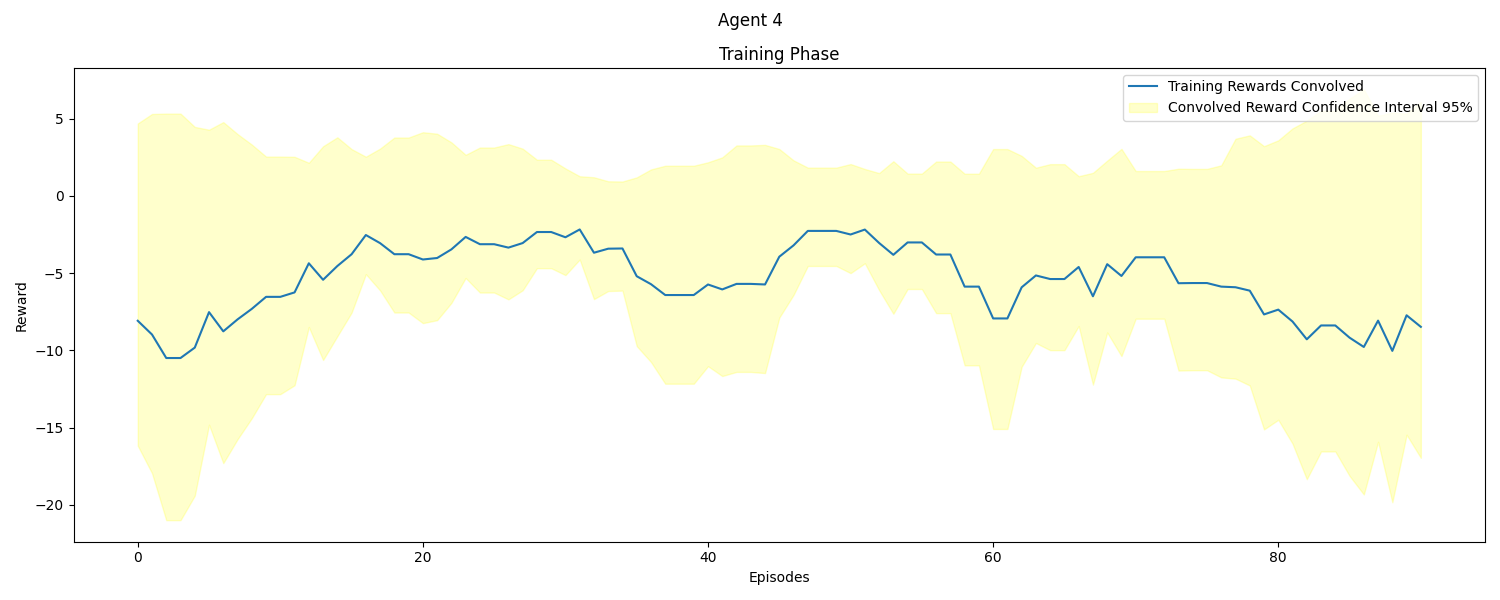 Agent 4
Training Phase
Training Rewards Convolved
Convolved Reward Confidence Interval 95%
Reward
5
0
−5
−10
−15
−20
0 20 40 60 80
Episodes